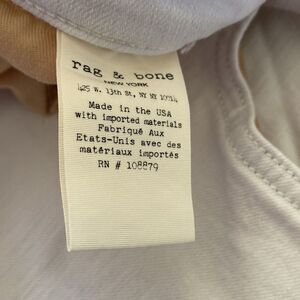 rag & bone
NEW YORK
425 W. 13th St, NY NY 10014
Made in the USA
with imported materials
Fabriqué Aux
Etats-Unis avec des
matériaux importés
RN # 108879